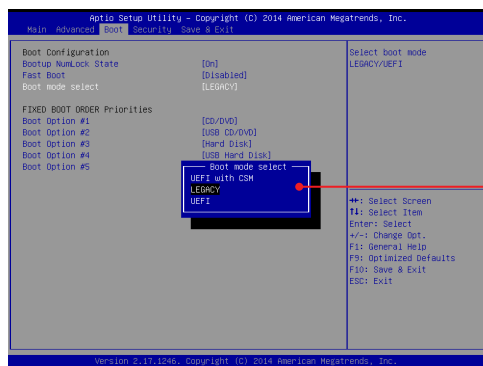 Aptio Setup Utility – Copyright (C) 2014 American Megatrends, Inc.
Main Advanced Boot Security Save & Exit
Boot Configuration
Bootup NumLock State [On]
Fast Boot [Disabled]
Boot mode select [LEGACY]
FIXED BOOT ORDER Priorities
Boot Option #1 [CD/DVD]
Boot Option #2 [USB CD/DVD]
Boot Option #3 [Hard Disk]
Boot Option #4 [USB Hard Disk]
Boot Option #5
Boot mode select
UEFI with CSM
LEGACY
UEFI
Select boot mode
LEGACY/UEFI
→←: Select Screen
↑↓: Select Item
Enter: Select
+/-: Change Opt.
F1: General Help
F9: Optimized Defaults
F10: Save & Exit
ESC: Exit
Version 2.17.1246. Copyright (C) 2014 American Megatrends, Inc.